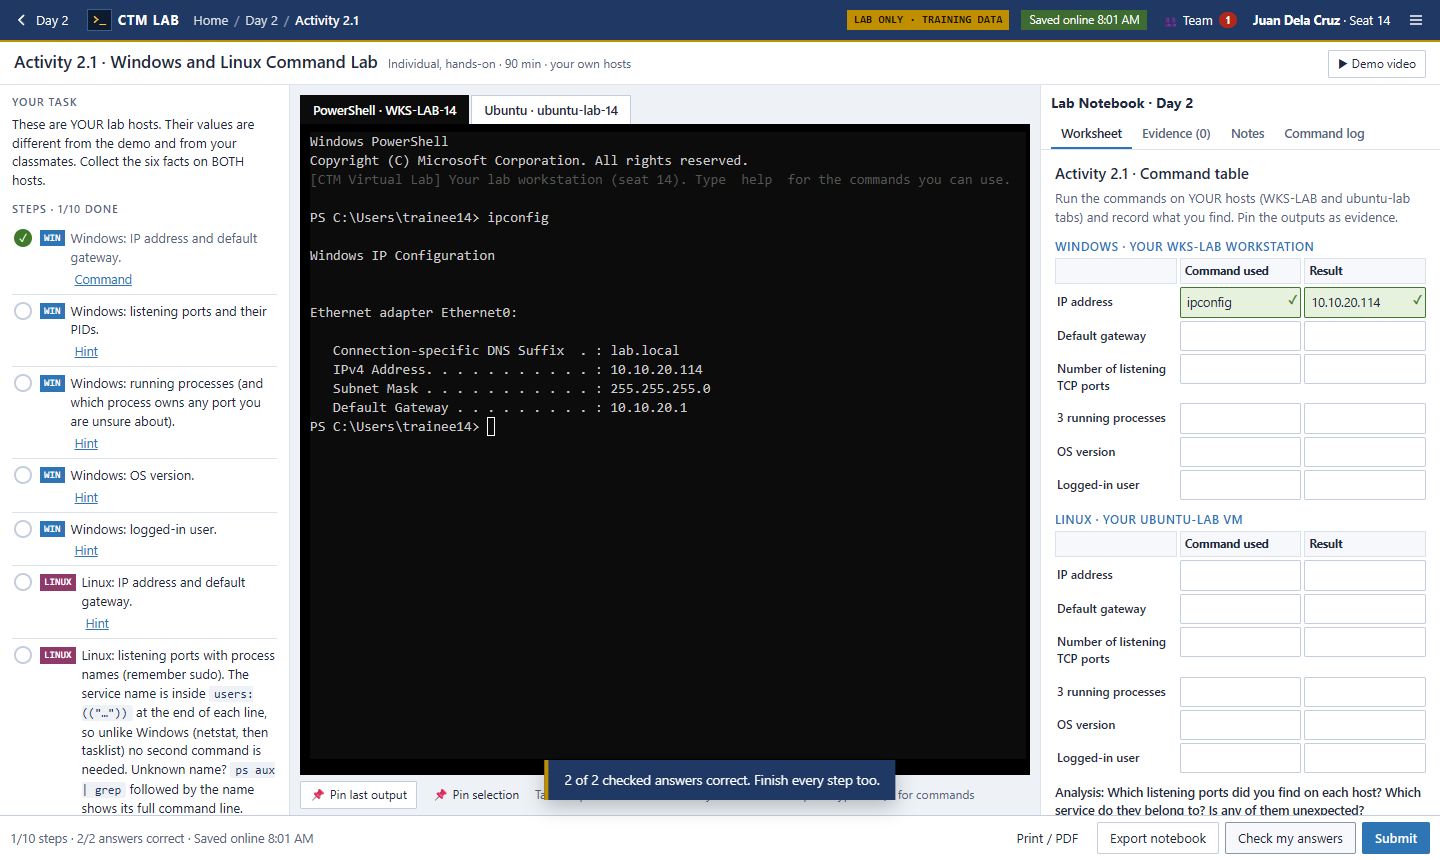 Day 2
>_ CTM LAB
Home / Day 2 / Activity 2.1
LAB ONLY · TRAINING DATA
Saved online 8:01 AM
Team 1
Juan Dela Cruz · Seat 14
Activity 2.1 · Windows and Linux Command Lab
Individual, hands-on · 90 min · your own hosts
Demo video
YOUR TASK
These are YOUR lab hosts. Their values are
different from the demo and from your
classmates. Collect the six facts on BOTH
hosts.
STEPS · 1/10 DONE
WIN Windows: IP address and default
gateway.
Command
WIN Windows: listening ports and their
PIDs.
Hint
WIN Windows: running processes (and
which process owns any port you
are unsure about).
Hint
WIN Windows: OS version.
Hint
WIN Windows: logged-in user.
Hint
LINUX Linux: IP address and default
gateway.
Hint
LINUX Linux: listening ports with process
names (remember sudo). The
service name is inside users:
(("…")) at the end of each line,
so unlike Windows (netstat, then
tasklist) no second command is
needed. Unknown name? ps aux
| grep followed by the name
shows its full command line.
PowerShell · WKS-LAB-14
Ubuntu · ubuntu-lab-14
Windows PowerShell
Copyright (C) Microsoft Corporation. All rights reserved.
[CTM Virtual Lab] Your lab workstation (seat 14). Type help for the commands you can use.
PS C:\Users\trainee14> ipconfig
Windows IP Configuration
Ethernet adapter Ethernet0:
Connection-specific DNS Suffix . : lab.local
IPv4 Address. . . . . . . . . . . : 10.10.20.114
Subnet Mask . . . . . . . . . . . : 255.255.255.0
Default Gateway . . . . . . . . . : 10.10.20.1
PS C:\Users\trainee14>
2 of 2 checked answers correct. Finish every step too.
Pin last output
Pin selection
for commands
Lab Notebook · Day 2
Worksheet
Evidence (0)
Notes
Command log
Activity 2.1 · Command table
Run the commands on YOUR hosts (WKS-LAB and ubuntu-lab
tabs) and record what you find. Pin the outputs as evidence.
WINDOWS · YOUR WKS-LAB WORKSTATION
Command used Result
IP address ipconfig ✓ 10.10.20.114 ✓
Default gateway
Number of listening
TCP ports
3 running processes
OS version
Logged-in user
LINUX · YOUR UBUNTU-LAB VM
Command used Result
IP address
Default gateway
Number of listening
TCP ports
3 running processes
OS version
Logged-in user
Analysis: Which listening ports did you find on each host? Which
service do they belong to? Is any of them unexpected?
1/10 steps · 2/2 answers correct · Saved online 8:01 AM
Print / PDF
Export notebook
Check my answers
Submit